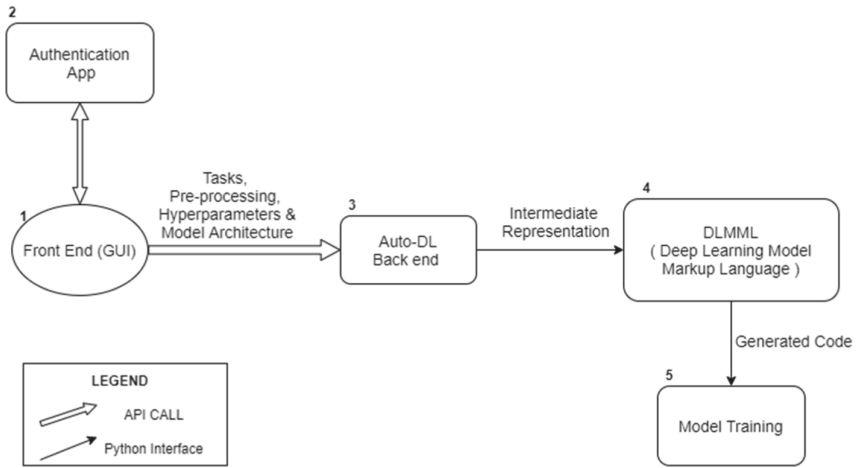 2
Authentication
App
1
Front End (GUI)
Tasks,
Pre-processing,
Hyperparameters &
Model Architecture
3
Auto-DL
Back end
Intermediate
Representation
4
DLMML
( Deep Learning Model
Markup Language )
Generated Code
5
Model Training
LEGEND
API CALL
Python Interface